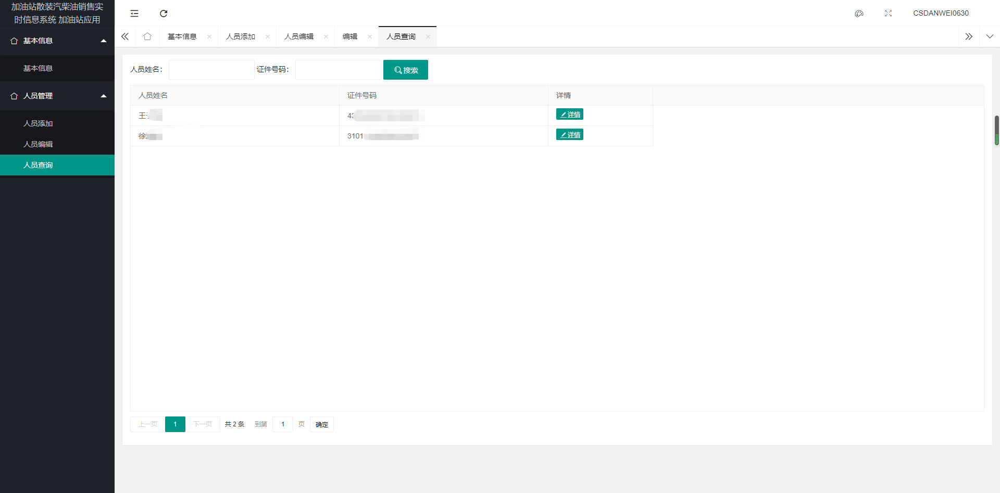 加油站散装汽柴油销售实
时信息系统 加油站应用
CSDANWEI0630
基本信息 人员添加 人员编辑 编辑 人员查询
基本信息
基本信息
人员管理
人员添加
人员编辑
人员查询
人员姓名： 证件号码： 搜索
人员姓名 证件号码 详情
王 43 详情
徐 3101 详情
上一页 1 下一页 共 2 条 到第 1 页 确定